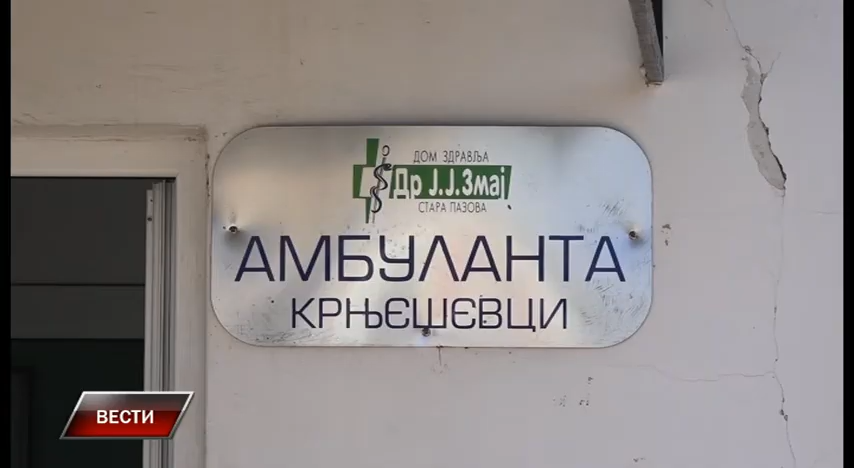 ДОМ ЗДРАВЉА
Др Ј.Ј.Змај
СТАРА ПАЗОВА
АМБУЛАНТА
КРЊЕШЕВЦИ
ВЕСТИ